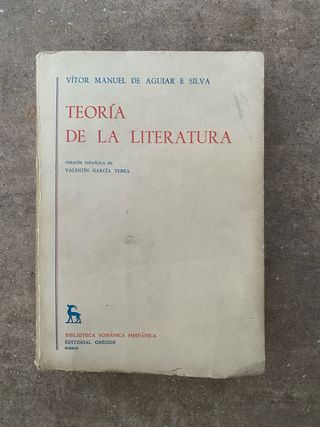 VÍTOR MANUEL DE AGUIAR E SILVA
TEORÍA
DE LA LITERATURA
VERSIÓN ESPAÑOLA DE
VALENTÍN GARCÍA YEBRA
BIBLIOTECA ROMÁNICA HISPÁNICA
EDITORIAL GREDOS
MADRID